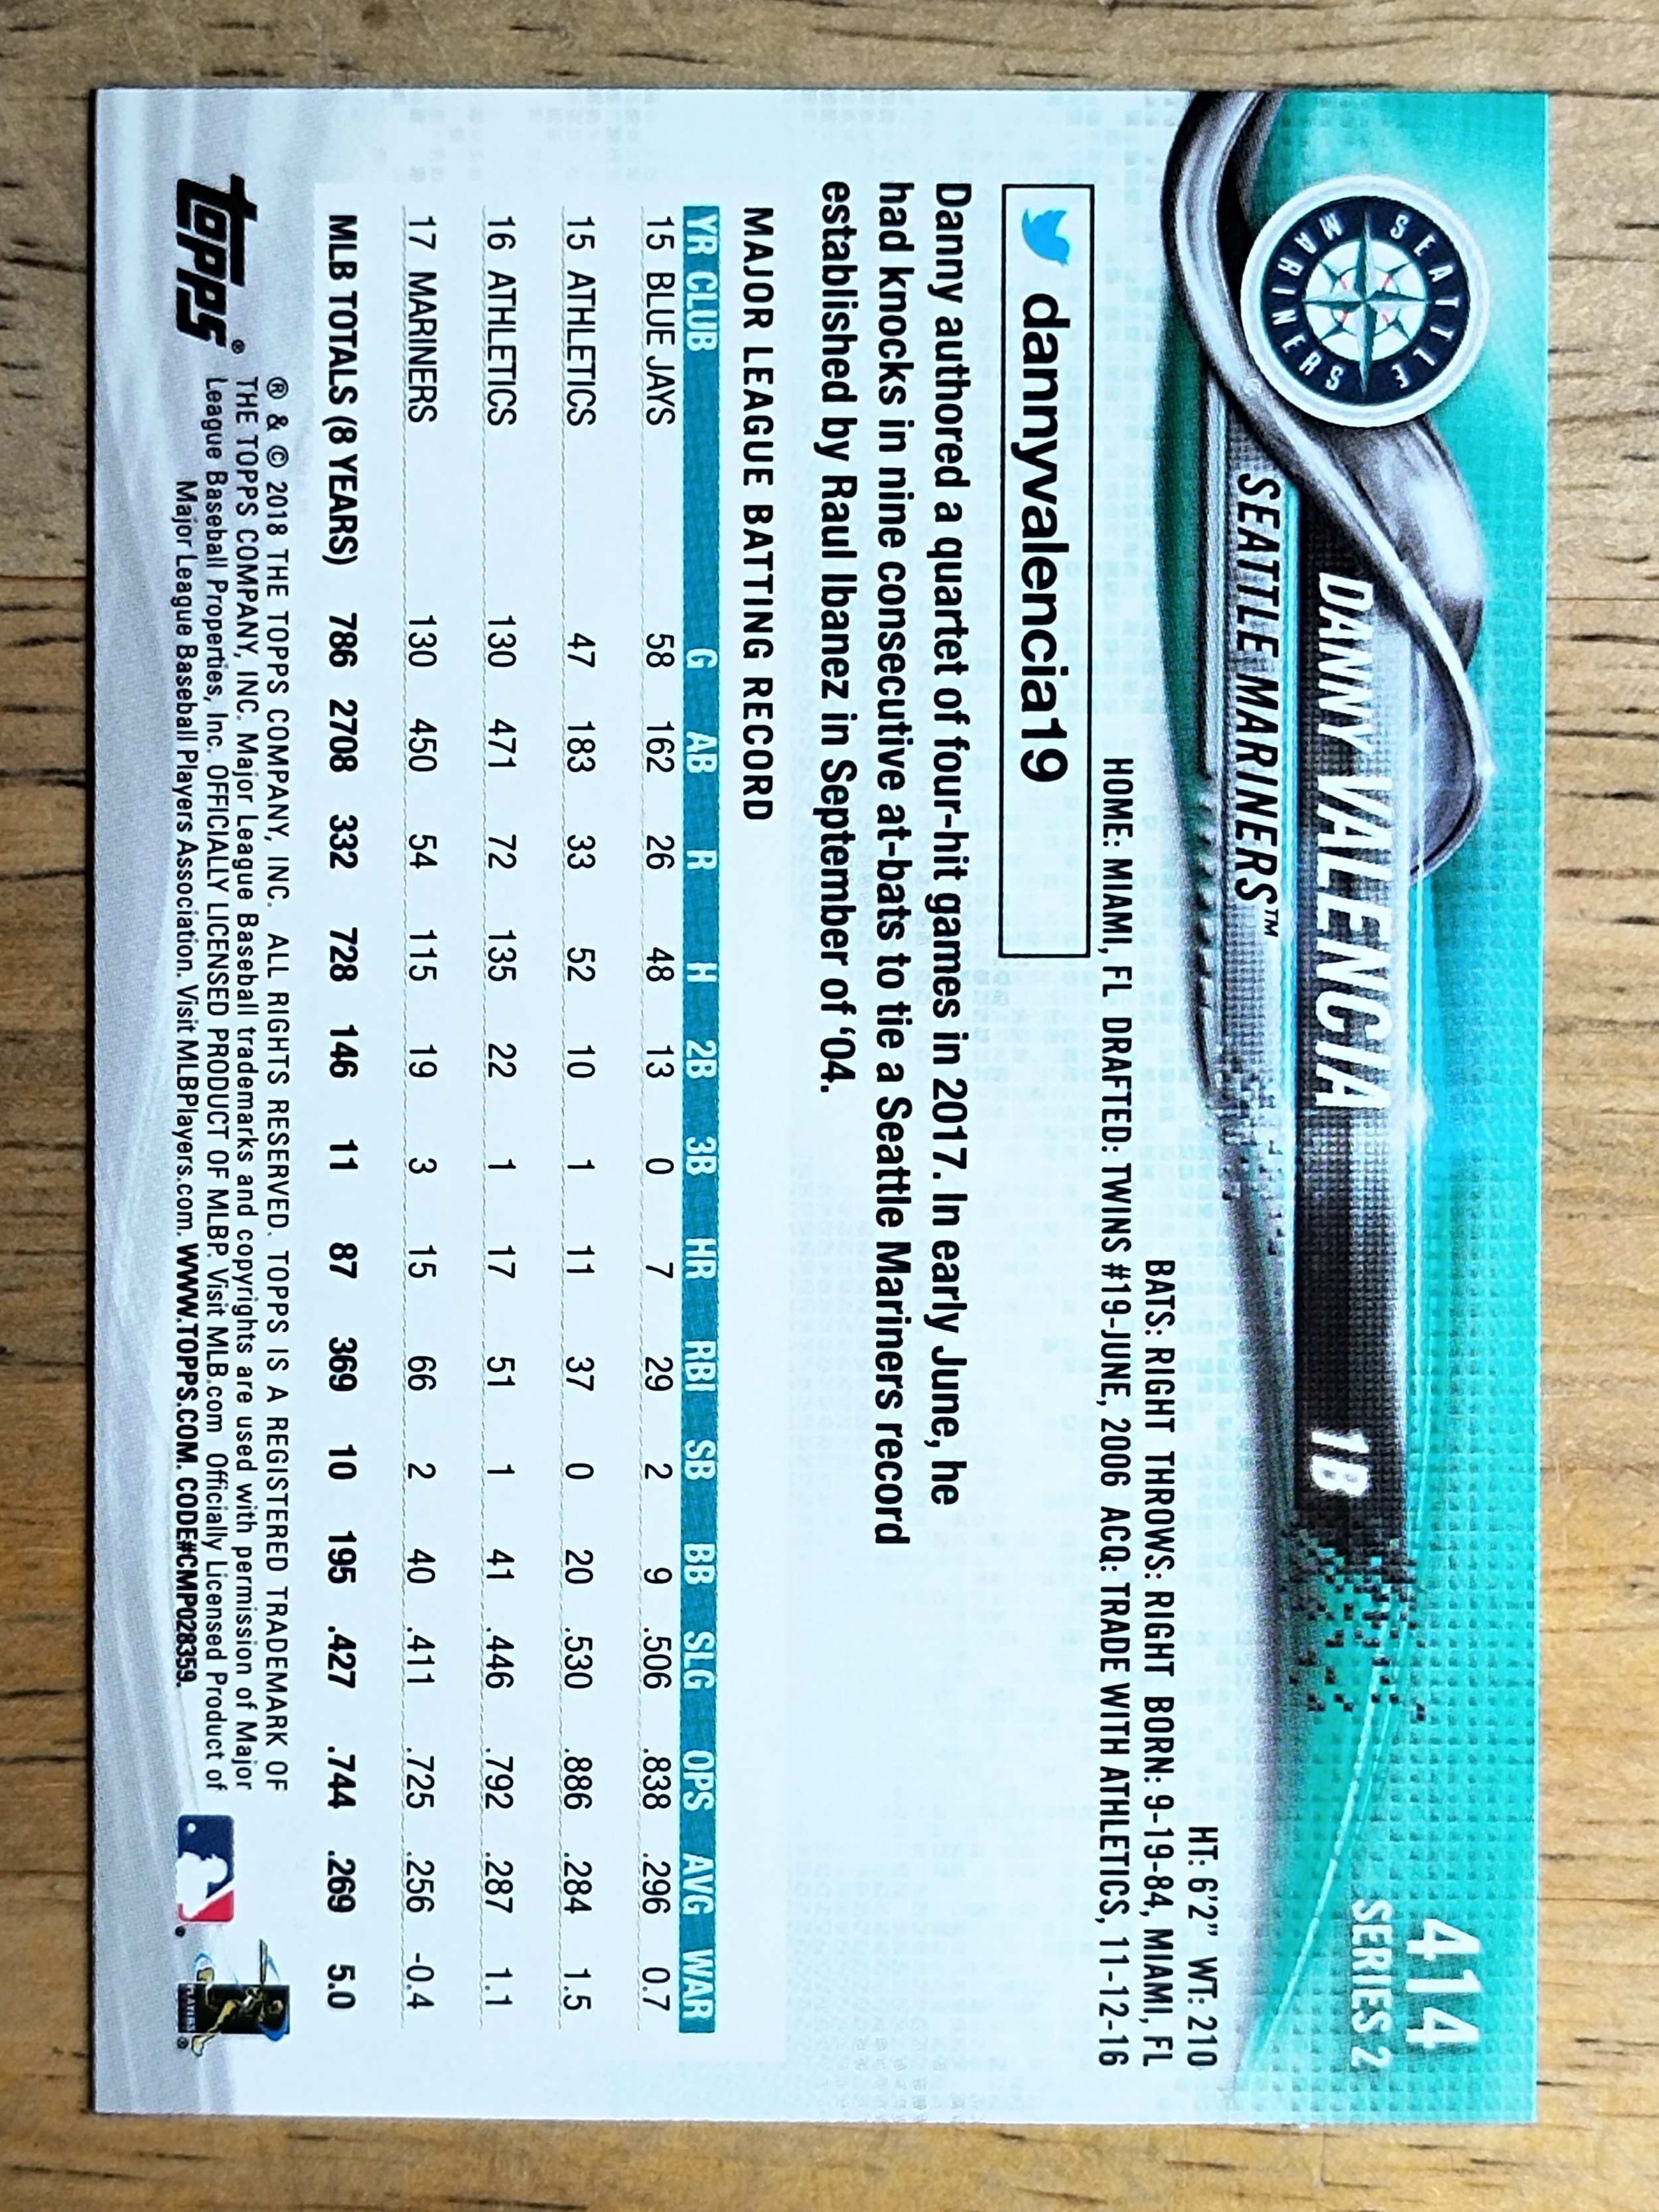 414
SERIES 2
SEATTLE MARINERS
DANNY VALENCIA 1B
SEATTLE MARINERS™
HT: 6'2" WT: 210
BATS: RIGHT THROWS: RIGHT BORN: 9-19-84, MIAMI, FL
HOME: MIAMI, FL DRAFTED: TWINS #19-JUNE, 2006 ACQ: TRADE WITH ATHLETICS, 11-12-16
dannyvalencia19
Danny authored a quartet of four-hit games in 2017. In early June, he
had knocks in nine consecutive at-bats to tie a Seattle Mariners record
established by Raul Ibanez in September of ‘04.
MAJOR LEAGUE BATTING RECORD
YR CLUB G AB R H 2B 3B HR RBI SB BB SLG OPS AVG WAR
15 BLUE JAYS 58 162 26 48 13 0 7 29 2 9 .506 .838 .296 0.7
15 ATHLETICS 47 183 33 52 10 1 11 37 0 20 .530 .886 .284 1.5
16 ATHLETICS 130 471 72 135 22 1 17 51 1 41 .446 .792 .287 1.1
17 MARINERS 130 450 54 115 19 3 15 66 2 40 .411 .725 .256 -0.4
MLB TOTALS (8 YEARS) 786 2708 332 728 146 11 87 369 10 195 .427 .744 .269 5.0
topps®
® & © 2018 THE TOPPS COMPANY, INC. ALL RIGHTS RESERVED. TOPPS IS A REGISTERED TRADEMARK OF
THE TOPPS COMPANY, INC. Major League Baseball trademarks and copyrights are used with permission of Major
League Baseball Properties, Inc. OFFICIALLY LICENSED PRODUCT OF MLBP. Visit MLB.com Officially Licensed Product of
Major League Baseball Players Association. Visit MLBPlayers.com. WWW.TOPPS.COM. CODE#CMP028359.
PLAYERS